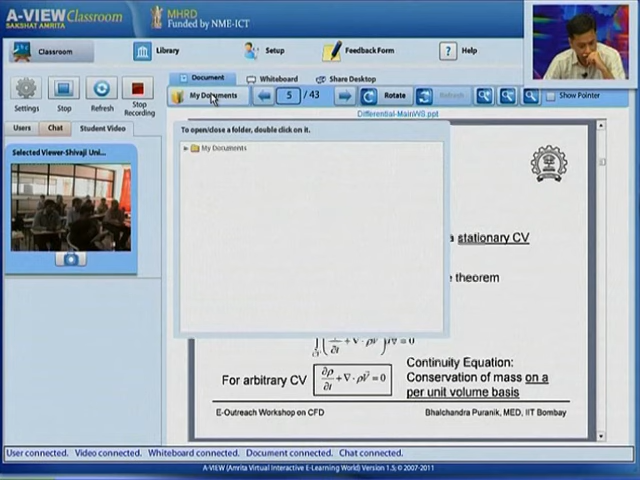 A-VIEW Classroom
SAKSHAT AMRITA
MHRD
Funded by NME-ICT
Classroom
Library
Setup
Feedback Form
Help
Settings
Stop
Refresh
Stop Recording
Document
Whiteboard
Share Desktop
My Documents
5 / 43
Rotate
Refresh
Show Pointer
Users
Chat
Student Video
Differential-MainWS.ppt
Selected Viewer-Shivaji Uni...
To open/close a folder, double click on it.
My Documents
a stationary CV
theorem
For arbitrary CV
∂ρ/∂t + ∇ · ρV⃗ = 0
Continuity Equation:
Conservation of mass on a
per unit volume basis
E-Outreach Workshop on CFD
Bhalchandra Puranik, MED, IIT Bombay
User connected. Video connected. Whiteboard connected. Document connected. Chat connected.
A-VIEW (Amrita Virtual Interactive E-Learning World) Version 1.5; © 2007-2011